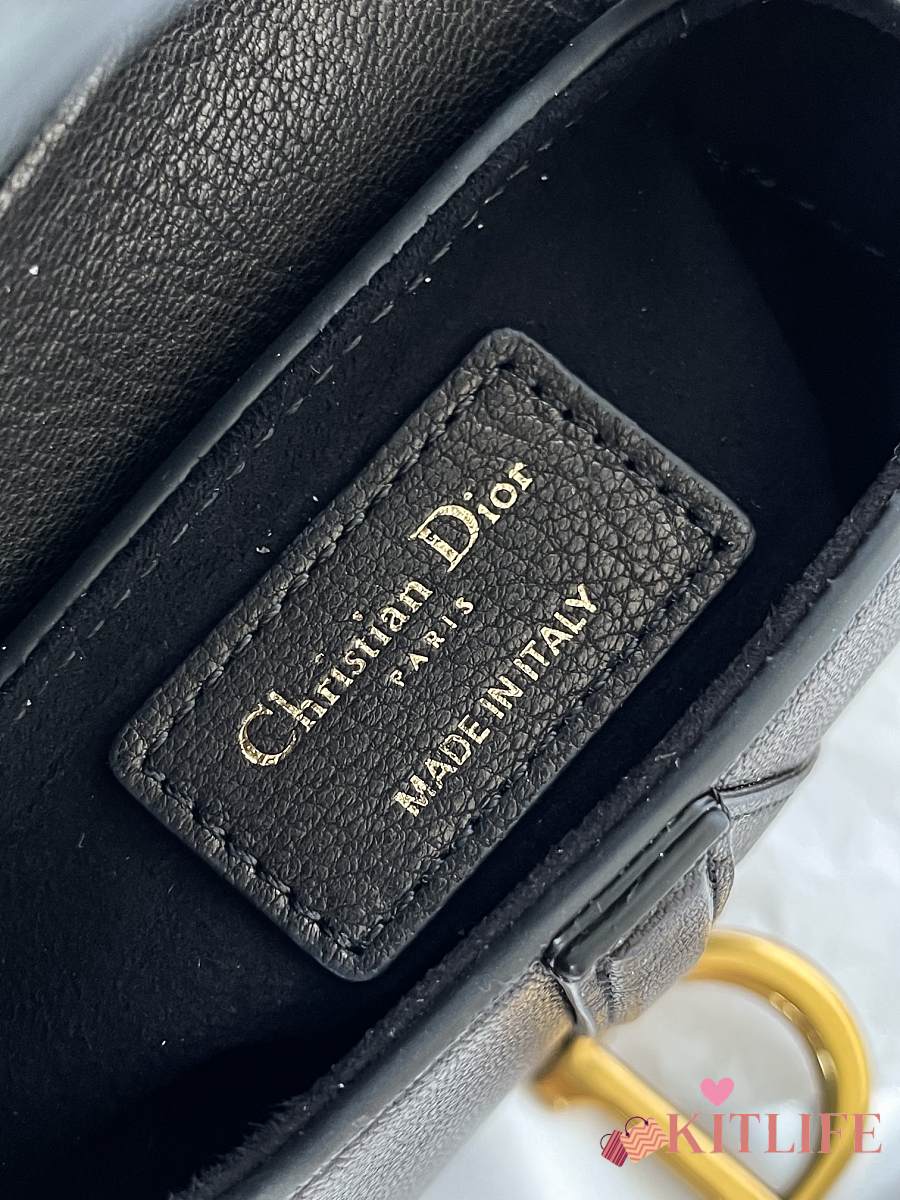 Christian Dior
PARIS
MADE IN ITALY
KITLIFE